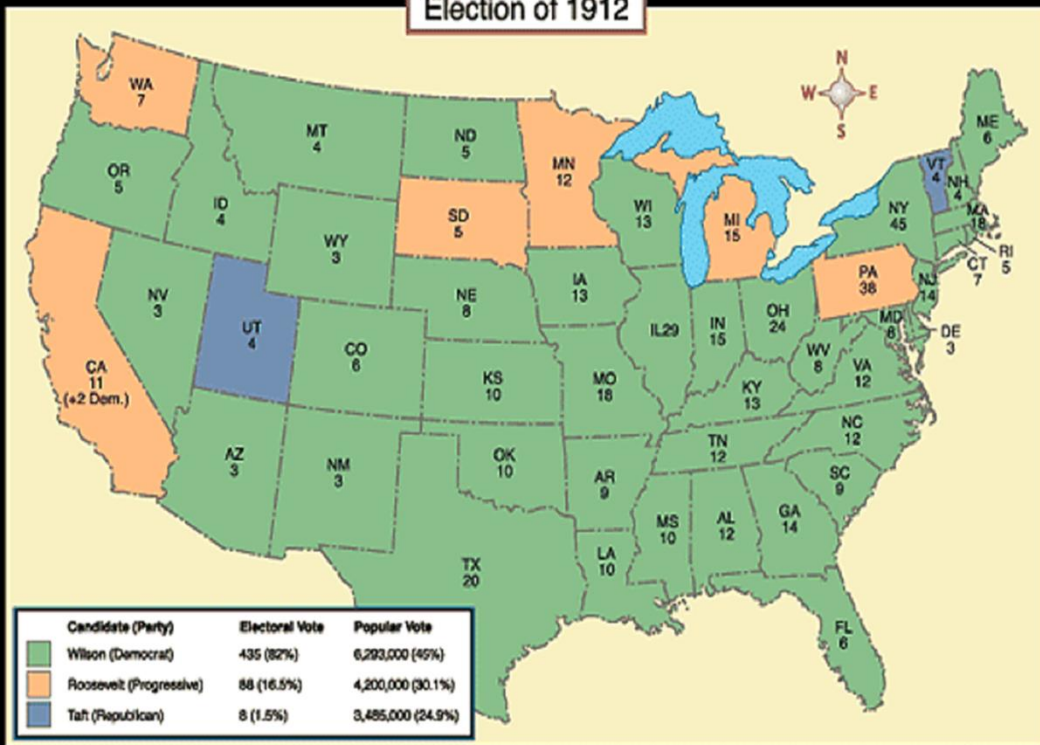 Election of 1912
N
W E
S
WA
7
OR
5
CA
11
(+2 Dem.)
NV
3
ID
4
MT
4
WY
3
UT
4
AZ
3
CO
6
NM
3
ND
5
SD
5
NE
8
KS
10
OK
10
TX
20
MN
12
IA
13
MO
18
AR
9
LA
10
WI
13
IL29
MI
15
IN
15
OH
24
KY
13
TN
12
MS
10
AL
12
GA
14
FL
6
SC
9
NC
12
VA
12
WV
8
MD
8
DE
3
PA
38
NJ
14
NY
45
CT
7
RI
5
MA
18
VT
4
NH
4
ME
6
Candidate (Party) Electoral Vote Popular Vote
Wilson (Democrat) 435 (82%) 6,293,000 (45%)
Roosevelt (Progressive) 88 (16.5%) 4,200,000 (30.1%)
Taft (Republican) 8 (1.5%) 3,485,000 (24.9%)